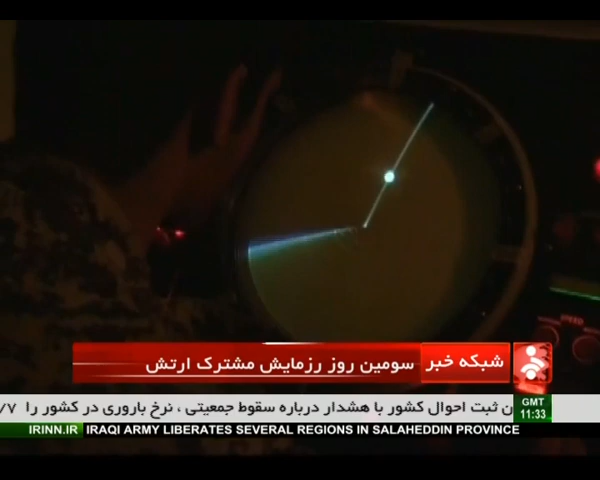 SPEED
شبکه خبر
سومین روز رزمایش مشترک ارتش
ثبت احوال کشور با هشدار درباره سقوط جمعیتی ، نرخ باروری در کشور را
GMT
11:33
IRINN.IR IRAQI ARMY LIBERATES SEVERAL REGIONS IN SALAHEDDIN PROVINCE